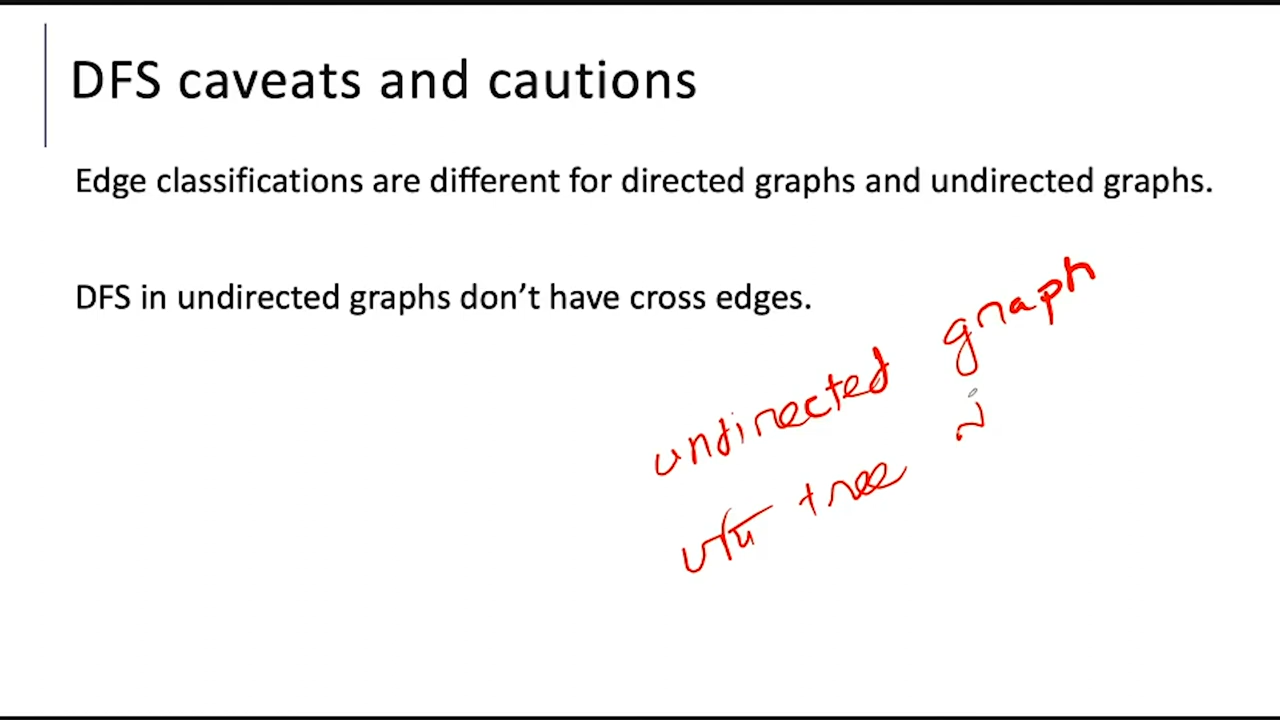 DFS caveats and cautions
Edge classifications are different for directed graphs and undirected graphs.
DFS in undirected graphs don’t have cross edges.
undirected graph
tree